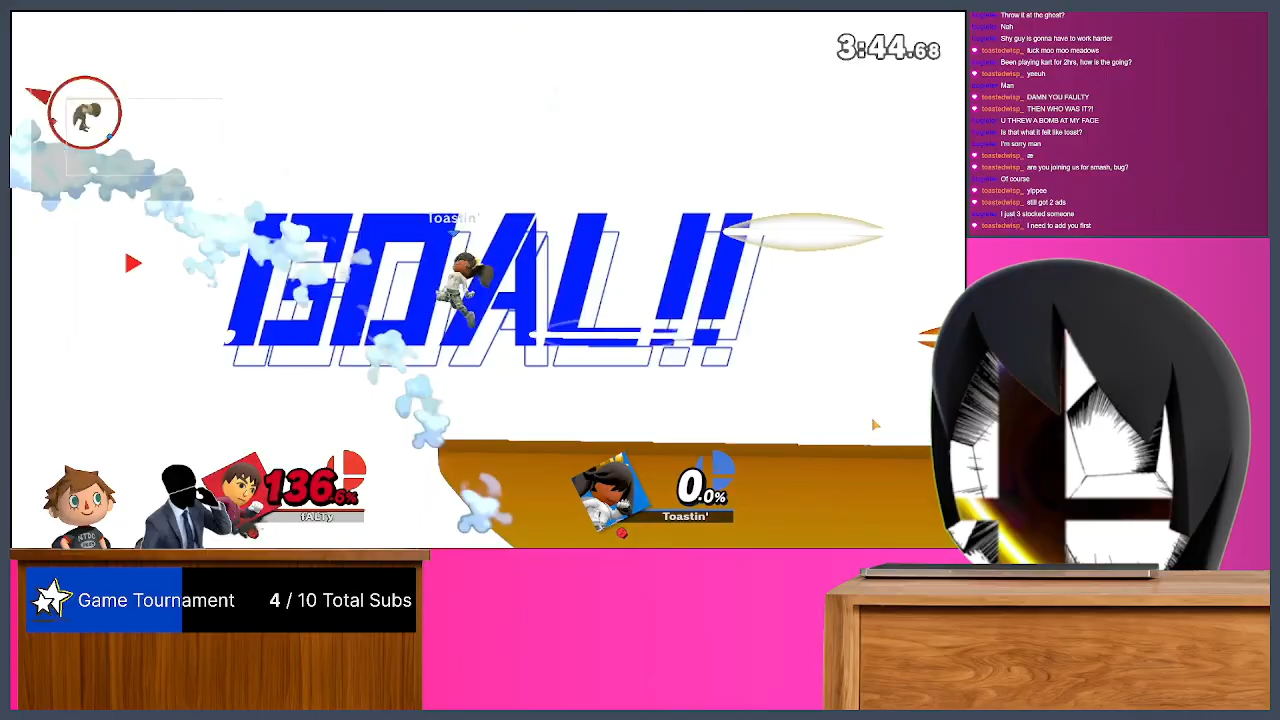 3:44.68
Throw it at the ghost?
Nah
Shy guy is gonna have to work harder
toastedwisp_ fuck moo moo meadows
Been playing kart for 2hrs, how is the going?
toastedwisp_ yeeuh
Man
toastedwisp_ DAMN YOU FAULTY
toastedwisp_ THEN WHO WAS IT?!
U THREW A BOMB AT MY FACE
Is that what it felt like toast?
I'm sorry man
toastedwisp_ æ
toastedwisp_ are you joining us for smash, bug?
Of course
toastedwisp_ yippee
toastedwisp_ still got 2 ads
I just 3 stocked someone
toastedwisp_ I need to add you first
Toastin'
GOAL!!
136.6%
fALTy
0.0%
Toastin'
NTDC
Game Tournament 4 / 10 Total Subs